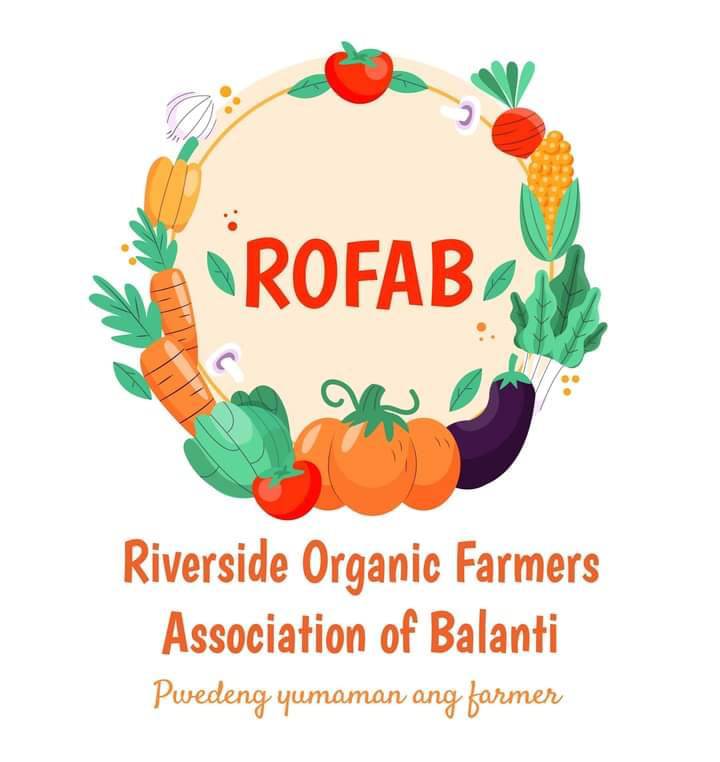 ROFAB
Riverside Organic Farmers
Association of Balanti
Pwedeng yumaman ang farmer